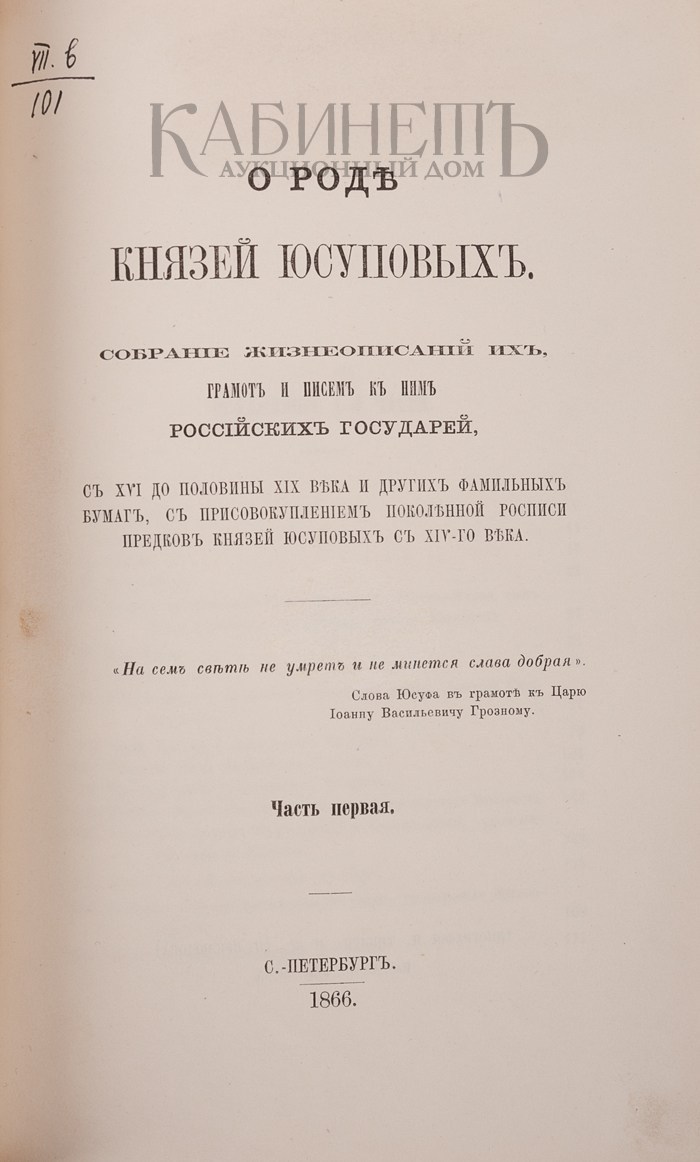 VII. в
101
КАБИНЕТЪ
АУКЦИОННЫЙ ДОМ
О РОДѢ
КНЯЗЕЙ ЮСУПОВЫХЪ.
СОБРАНІЕ ЖИЗНЕОПИСАНІЙ ИХЪ,
ГРАМОТЪ И ПИСЕМЪ КЪ НИМЪ
РОССІЙСКИХЪ ГОСУДАРЕЙ,
СЪ XVI ДО ПОЛОВИНЫ XIX ВѢКА И ДРУГИХЪ ФАМИЛЬНЫХЪ
БУМАГЪ, СЪ ПРИСОВОКУПЛЕНІЕМЪ ПОКОЛѢННОЙ РОСПИСИ
ПРЕДКОВЪ КНЯЗЕЙ ЮСУПОВЫХЪ СЪ XIV-ГО ВѢКА.
«На семъ свѣтѣ не умретъ и не минется слава добрая».
Слова Юсуфа въ грамотѣ къ Царю
Іоанну Васильевичу Грозному.
Часть первая.
С.-ПЕТЕРБУРГЪ.
1866.